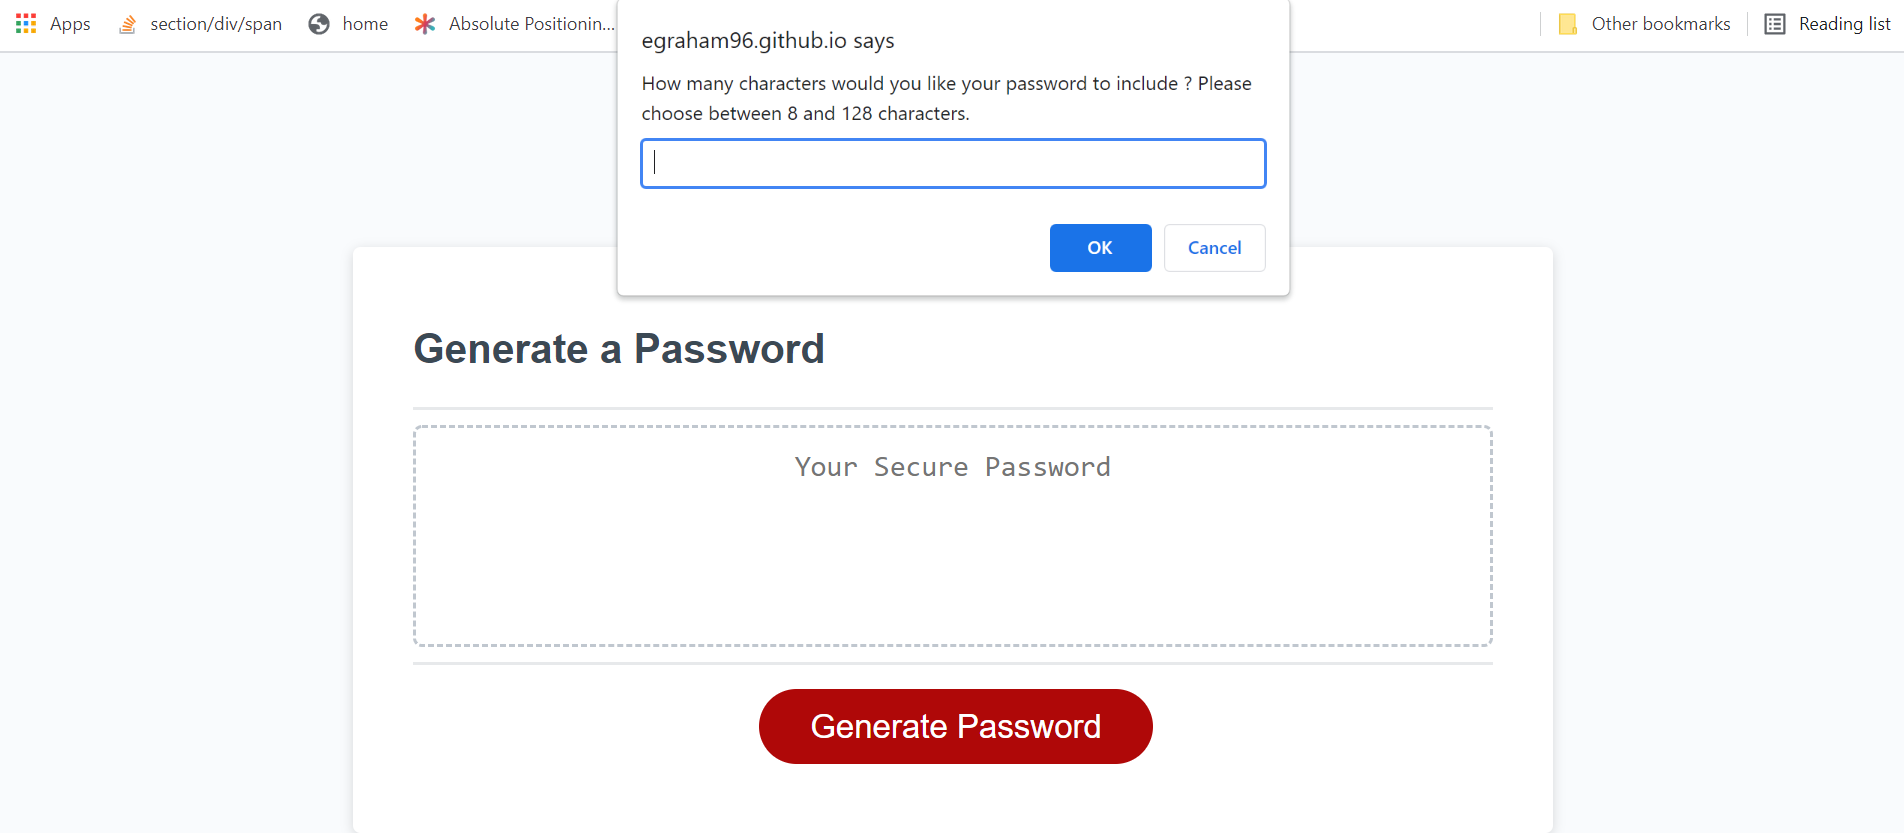 Apps section/div/span home Absolute Positionin... Other bookmarks Reading list
egraham96.github.io says
How many characters would you like your password to include ? Please
choose between 8 and 128 characters.
OK Cancel
Generate a Password
Your Secure Password
Generate Password